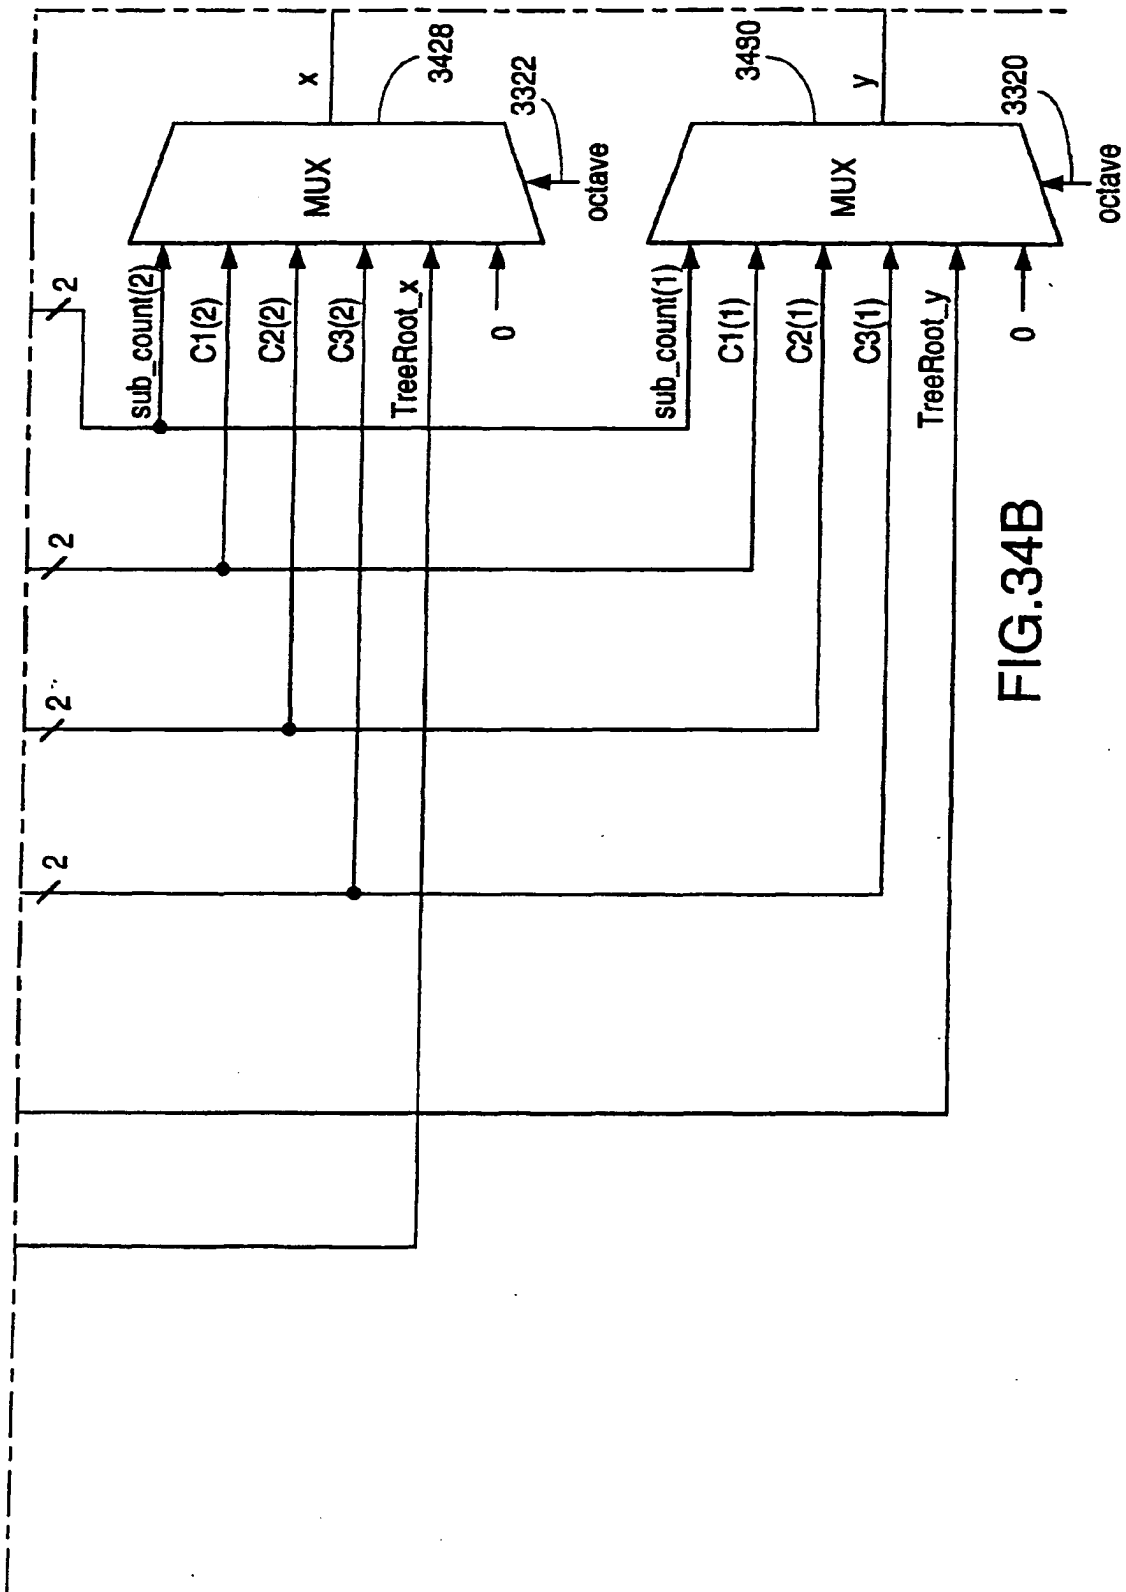 2
2
2
2
sub_count(2)
C1(2)
C2(2)
C3(2)
TreeRoot_x
0
MUX
x
3428
3322
octave
sub_count(1)
C1(1)
C2(1)
C3(1)
TreeRoot_y
0
MUX
3490
y
3320
octave
FIG.34B